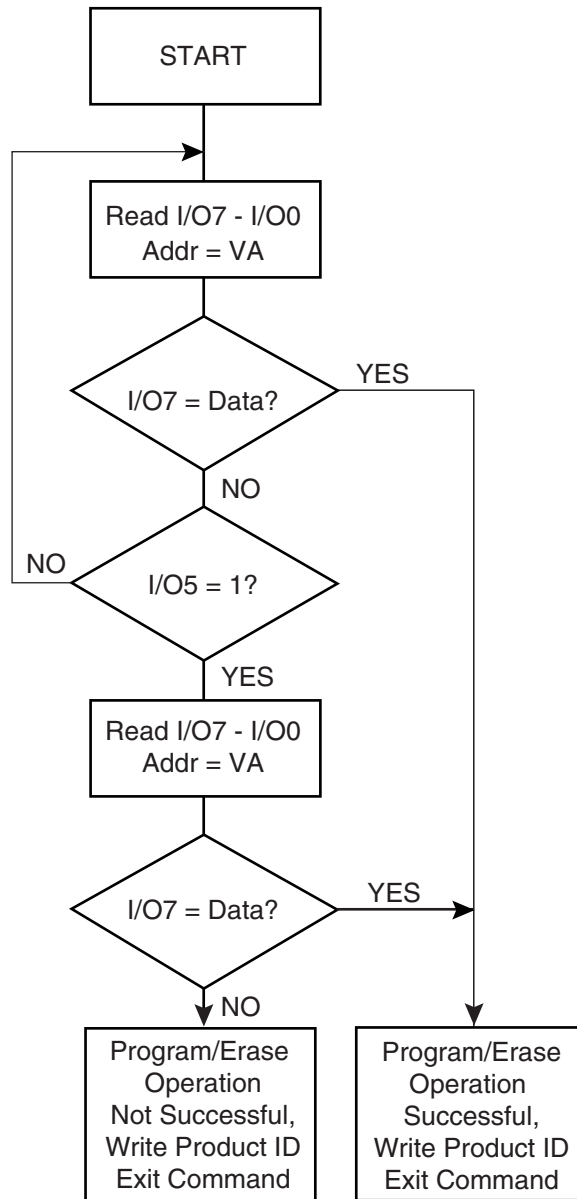 START
Read I/O7 - I/O0
Addr = VA
I/O7 = Data?
YES
NO
NO
I/O5 = 1?
YES
Read I/O7 - I/O0
Addr = VA
I/O7 = Data?
YES
NO
Program/Erase
Operation
Not Successful,
Write Product ID
Exit Command
Program/Erase
Operation
Successful,
Write Product ID
Exit Command